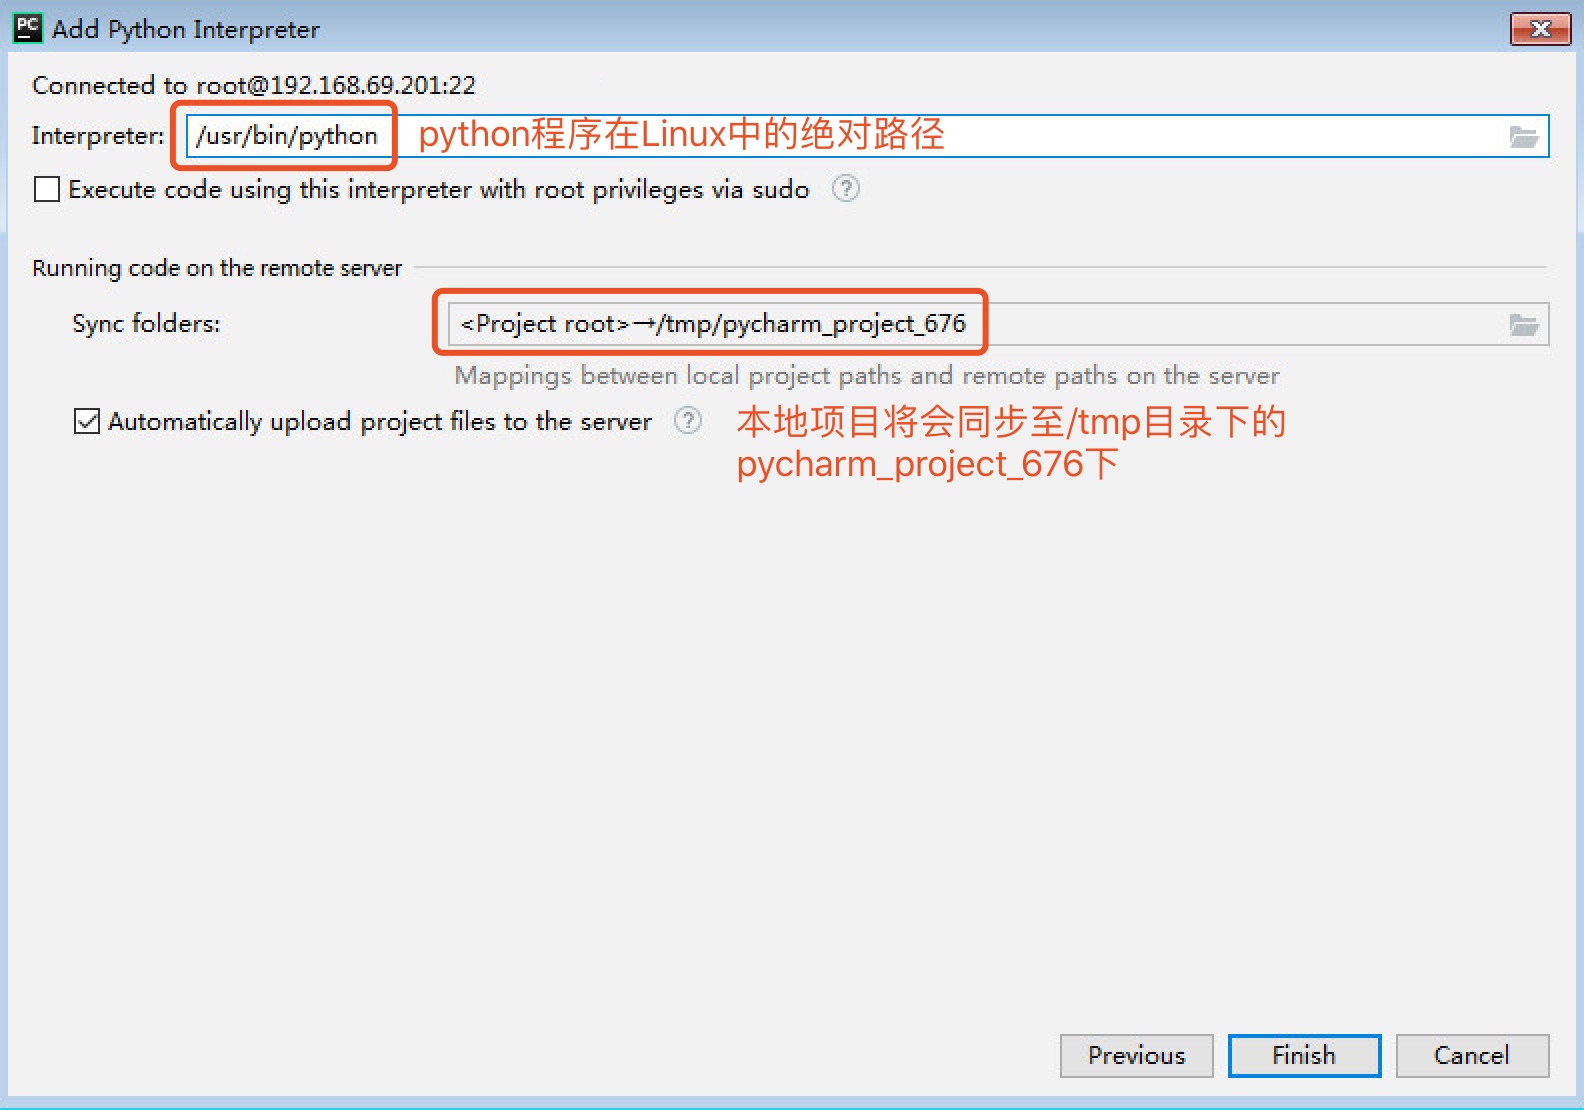 PC Add Python Interpreter
Connected to root@192.168.69.201:22
Interpreter: /usr/bin/python python程序在Linux中的绝对路径
Execute code using this interpreter with root privileges via sudo ?
Running code on the remote server
Sync folders: <Project root>→/tmp/pycharm_project_676
Mappings between local project paths and remote paths on the server
Automatically upload project files to the server ? 本地项目将会同步至/tmp目录下的
pycharm_project_676下
Previous Finish Cancel